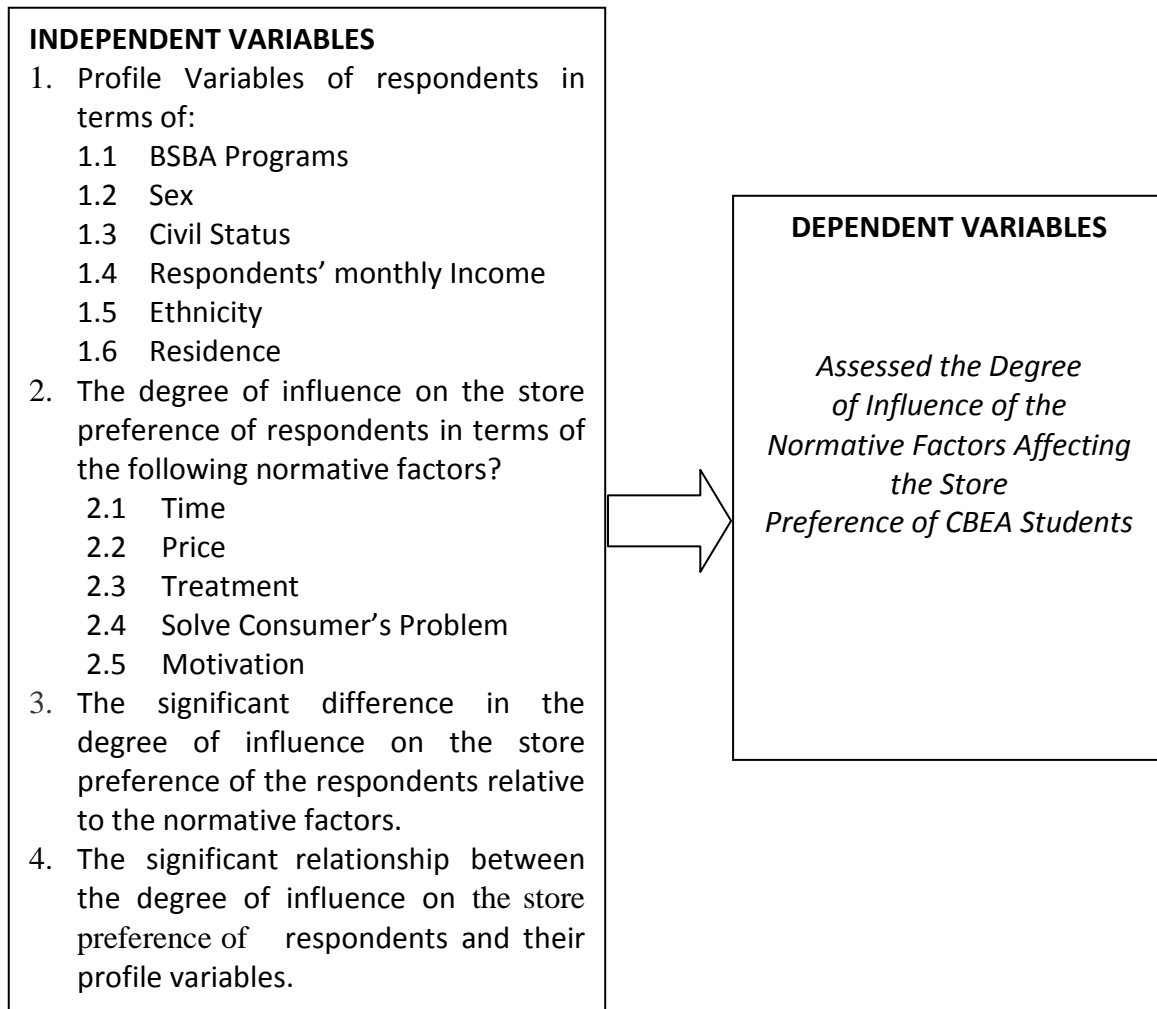 INDEPENDENT VARIABLES
1. Profile Variables of respondents in
terms of:
1.1 BSBA Programs
1.2 Sex
1.3 Civil Status
1.4 Respondents’ monthly Income
1.5 Ethnicity
1.6 Residence
2. The degree of influence on the store
preference of respondents in terms of
the following normative factors?
2.1 Time
2.2 Price
2.3 Treatment
2.4 Solve Consumer’s Problem
2.5 Motivation
3. The significant difference in the
degree of influence on the store
preference of the respondents relative
to the normative factors.
4. The significant relationship between
the degree of influence on the store
preference of respondents and their
profile variables.
DEPENDENT VARIABLES
Assessed the Degree
of Influence of the
Normative Factors Affecting
the Store
Preference of CBEA Students